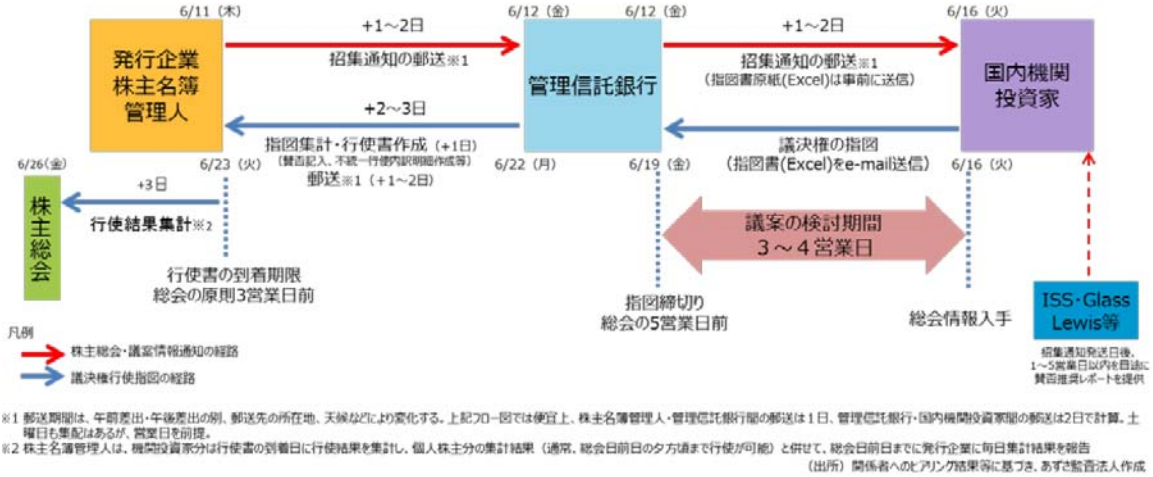 6/11（木）
6/12（金）
6/12（金）
6/16（火）
発行企業
株主名簿
管理人
+1～2日
招集通知の郵送※1
管理信託銀行
+1～2日
招集通知の郵送※1
（指図書原紙(Excel)は事前に送信）
国内機関
投資家
+2～3日
指図集計・行使書作成（+1日）
（賛否記入、不統一行使内訳明細作成等）
郵送※1（+1～2日）
議決権の指図
（指図書(Excel)をe-mail送信）
6/26(金)
6/23（火）
6/22（月）
6/19（金）
6/16（火）
株主総会
+3日
行使結果集計※2
議案の検討期間
3～4営業日
行使書の到着期限
総会の原則3営業日前
指図締切り
総会の5営業日前
総会情報入手
ISS・Glass
Lewis等
招集通知発送日後、
1～5営業日以内を目途に
賛否推奨レポートを提供
凡例
株主総会・議案情報通知の経路
議決権行使指図の経路
※1 郵送期間は、午前差出・午後差出の別、郵送先の所在地、天候などにより変化する。上記フロー図では便宜上、株主名簿管理人・管理信託銀行間の郵送は1日、管理信託銀行・国内機関投資家間の郵送は2日で計算。土
曜日も集配はあるが、営業日を前提。
※2 株主名簿管理人は、機関投資家分は行使書の到着日に行使結果を集計し、個人株主分の集計結果（通常、総会日前日の夕方頃まで行使が可能）と併せて、総会日前日までに発行企業に毎日集計結果を報告
（出所）関係者へのヒアリング結果等に基づき、あずさ監査法人作成